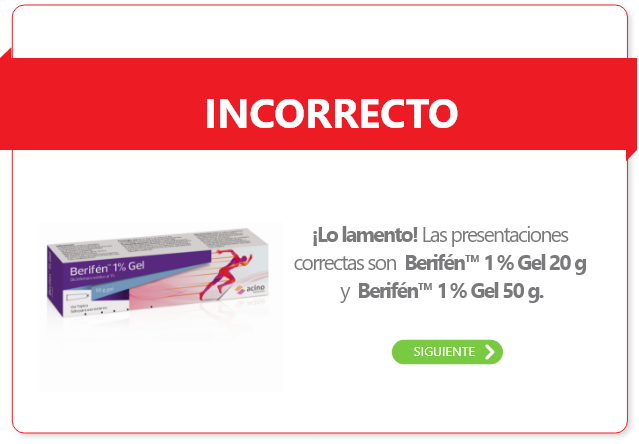 INCORRECTO
¡Lo lamento! Las presentaciones
correctas son Berifén™ 1% Gel 20 g
y Berifén™ 1% Gel 50 g.
Berifén™ 1% Gel
acino
SIGUIENTE